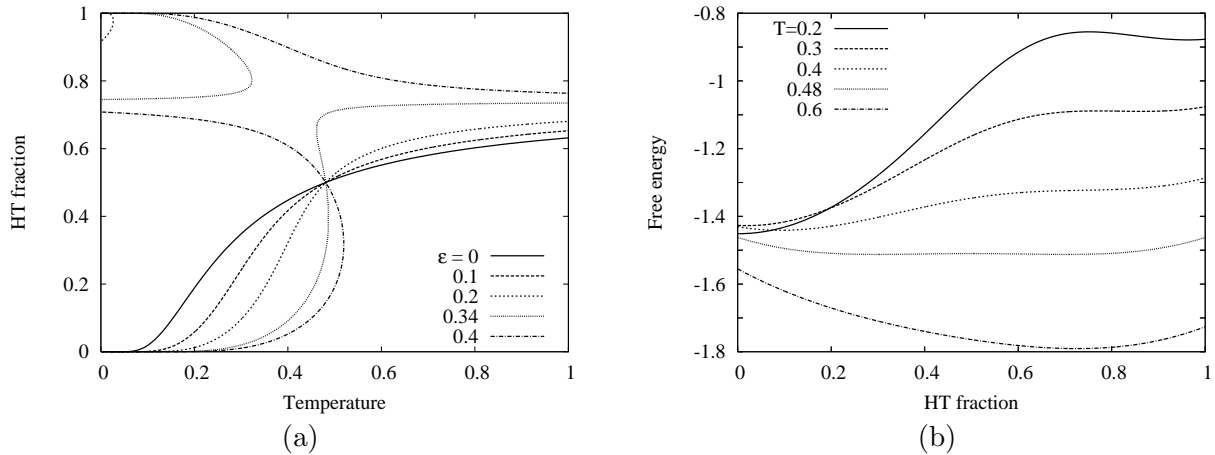 HT fraction
1
0.8
0.6
0.4
0.2
0
0 0.2 0.4 0.6 0.8 1
Temperature
ε = 0
0.1
0.2
0.34
0.4
(a)
Free energy
-0.8
-1
-1.2
-1.4
-1.6
-1.8
0 0.2 0.4 0.6 0.8 1
HT fraction
T=0.2
0.3
0.4
0.48
0.6
(b)